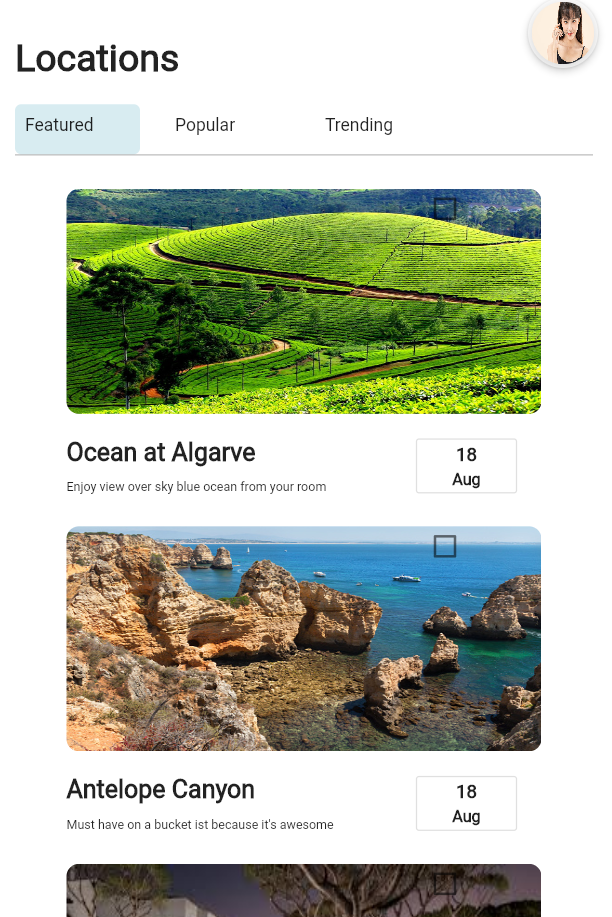 Locations
Featured
Popular
Trending
Ocean at Algarve
Enjoy view over sky blue ocean from your room
18
Aug
Antelope Canyon
Must have on a bucket ist because it's awesome
18
Aug